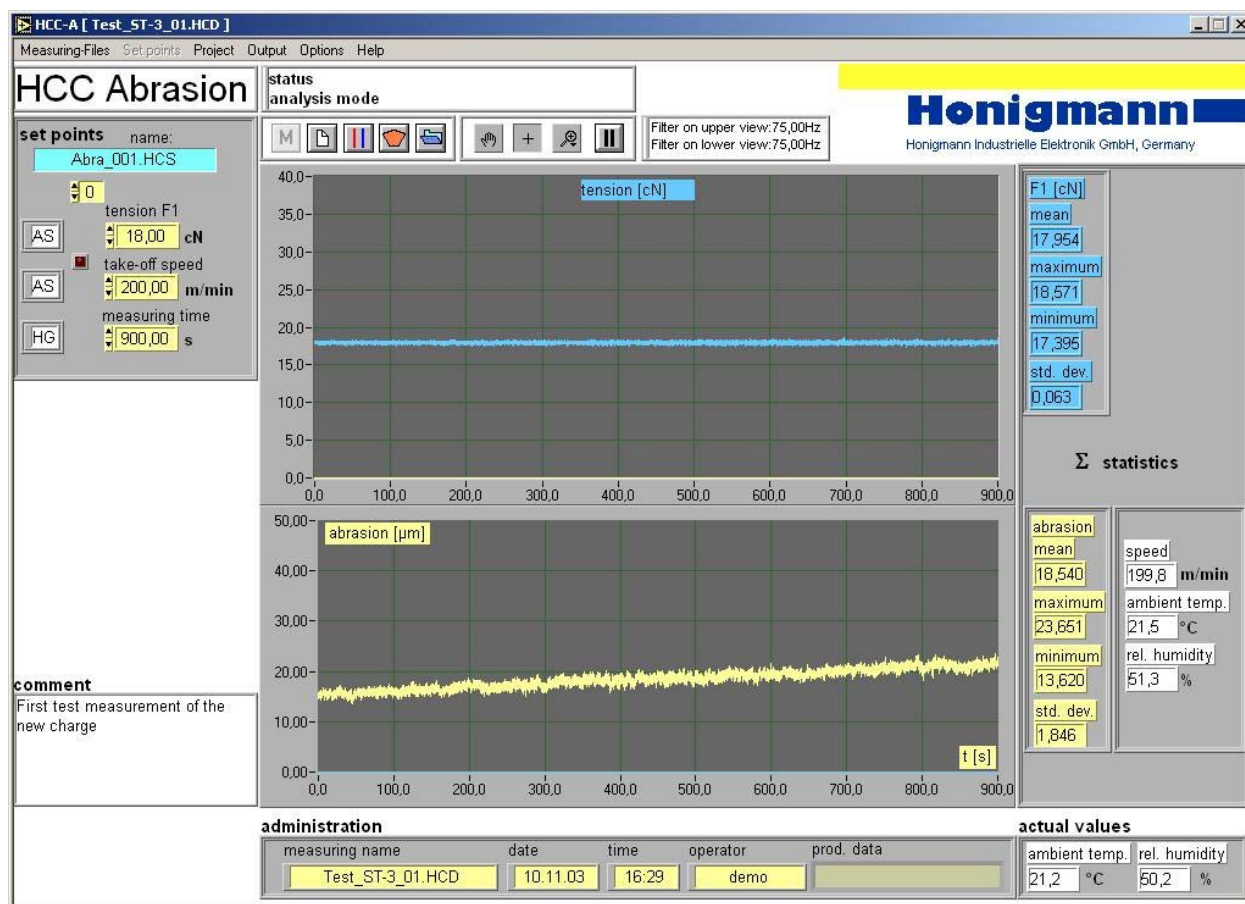 HCC-A [ Test_ST-3_01.HCD ]
Measuring-Files Set points Project Output Options Help
HCC Abrasion
status
analysis mode
Honigmann
Honigmann Industrielle Elektronik GmbH, Germany
M
Filter on upper view:75,00Hz
Filter on lower view:75,00Hz
set points
name:
Abra_001.HCS
0
tension F1
AS 18,00 cN
take-off speed
AS 200,00 m/min
measuring time
HG 900,00 s
comment
First test measurement of the
new charge
tension [cN]
40,0
35,0
30,0
25,0
20,0
15,0
10,0
5,0
0,0
0,0 100,0 200,0 300,0 400,0 500,0 600,0 700,0 800,0 900,0
abrasion [µm]
50,00
40,00
30,00
20,00
10,00
0,00
t [s]
0,0 100,0 200,0 300,0 400,0 500,0 600,0 700,0 800,0 900,0
F1 [cN]
mean
17,954
maximum
18,571
minimum
17,395
std. dev.
0,063
Σ statistics
abrasion
mean
18,540
maximum
23,651
minimum
13,620
std. dev.
1,846
speed
199,8 m/min
ambient temp.
21,5 °C
rel. humidity
51,3 %
administration
measuring name date time operator prod. data
Test_ST-3_01.HCD 10.11.03 16:29 demo
actual values
ambient temp. rel. humidity
21,2 °C 50,2 %